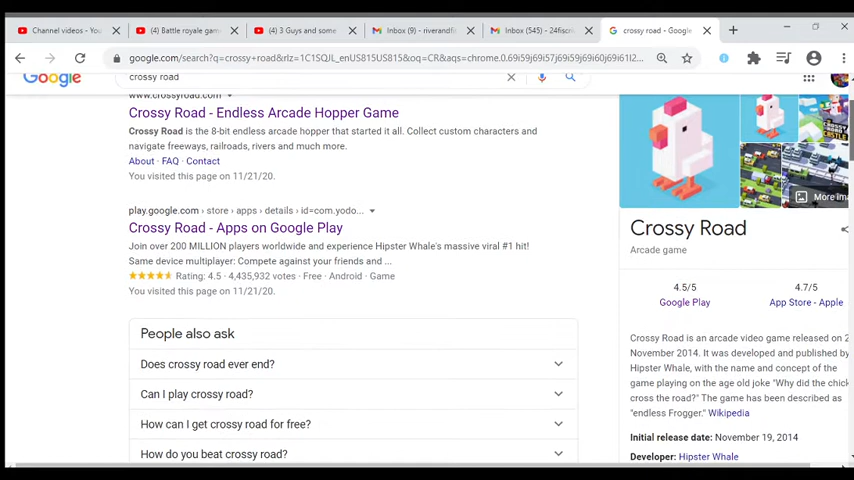 Channel videos - You
(4) Battle royale gam
(4) 3 Guys and some
Inbox (9) - riverandfir
Inbox (545) - 24fiscril
crossy road - Google
google.com/search?q=crossy+road&rlz=1C1SQJL_enUS815US815&oq=CR&aqs=chrome.0.69i59j69i57j69i59j69i60j69i61l2...
Google
crossy road
www.crossyroad.com
Crossy Road - Endless Arcade Hopper Game
Crossy Road is the 8-bit endless arcade hopper that started it all. Collect custom characters and
navigate freeways, railroads, rivers and much more.
About · FAQ · Contact
You visited this page on 11/21/20.
play.google.com › store › apps › details › id=com.yodo...
Crossy Road - Apps on Google Play
Join over 200 MILLION players worldwide and experience Hipster Whale's massive viral #1 hit!
Same device multiplayer: Compete against your friends and ...
Rating: 4.5 · 4,435,932 votes · Free · Android · Game
You visited this page on 11/21/20.
People also ask
Does crossy road ever end?
Can I play crossy road?
How can I get crossy road for free?
How do you beat crossy road?
More ima
Crossy Road
Arcade game
4.5/5
Google Play
4.7/5
App Store - Apple
Crossy Road is an arcade video game released on 2
November 2014. It was developed and published by
Hipster Whale, with the name and concept of the
game playing on the age old joke "Why did the chick
cross the road?" The game has been described as
"endless Frogger." Wikipedia
Initial release date: November 19, 2014
Developer: Hipster Whale